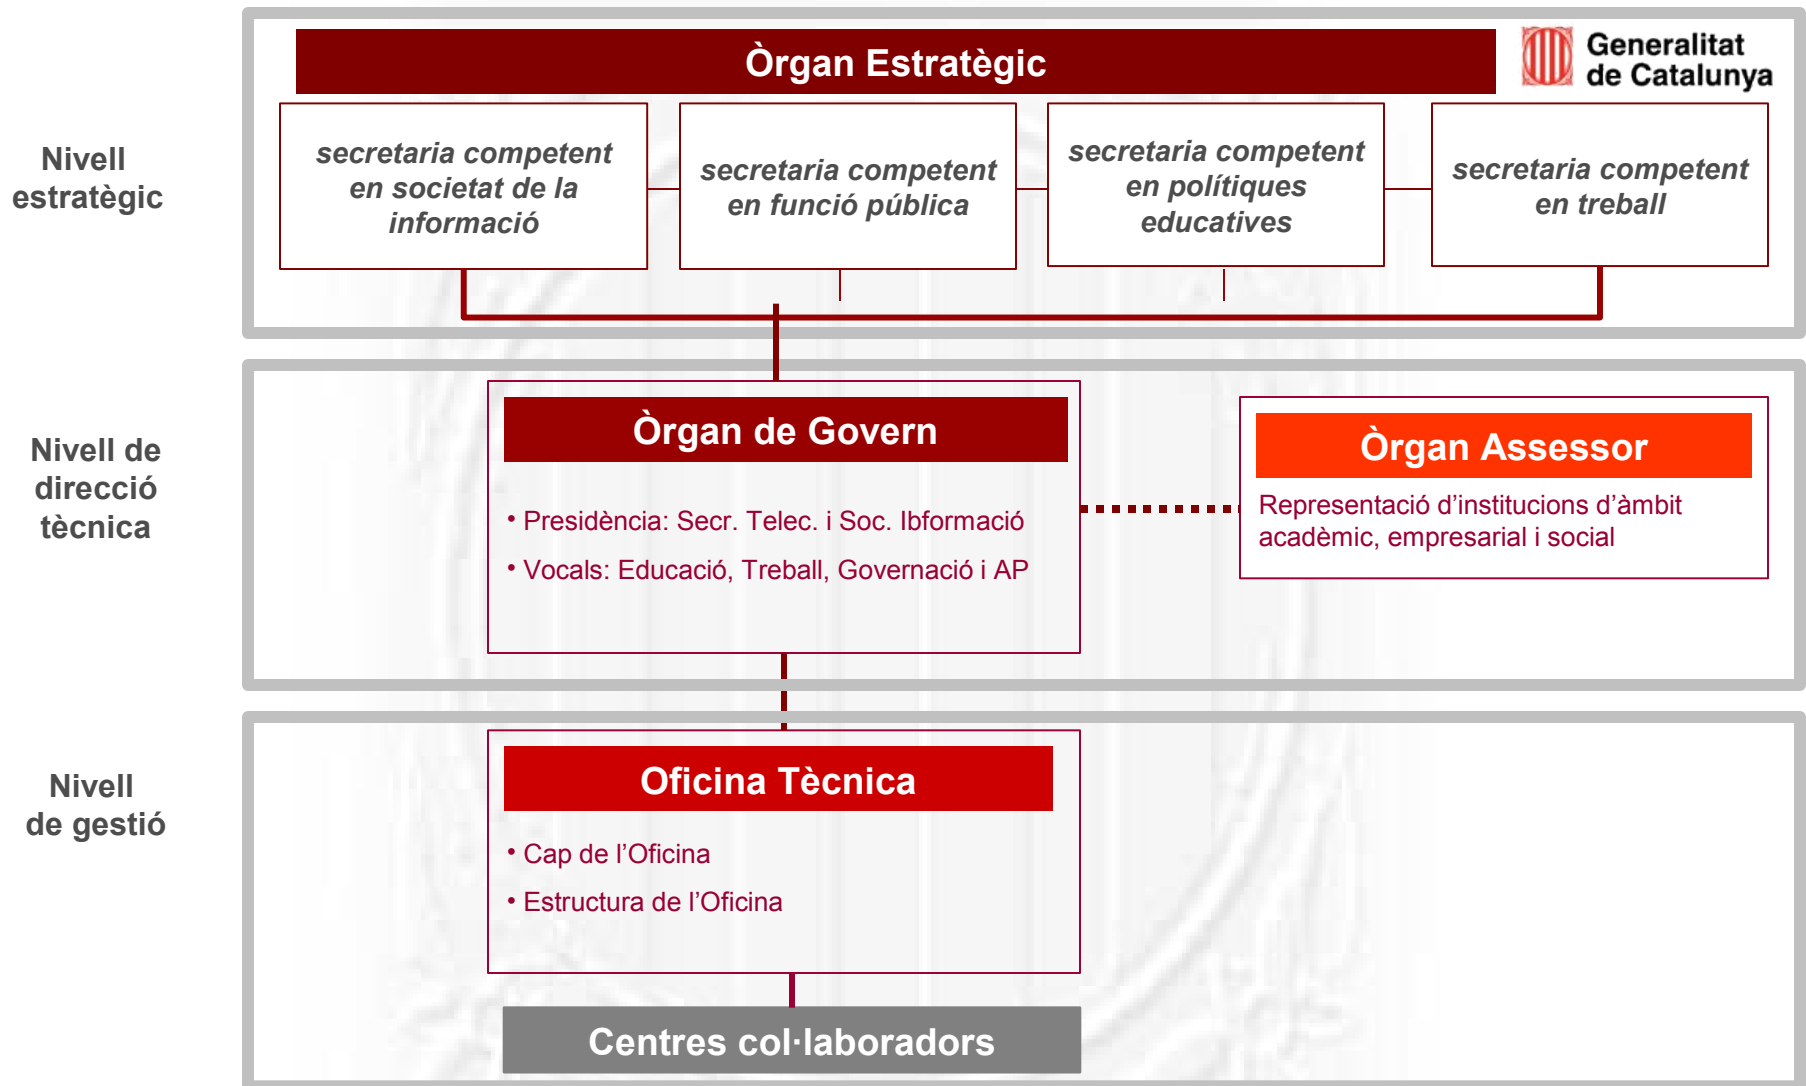 Òrgan Estratègic
Generalitat
de Catalunya
Nivell
estratègic
secretaria competent
en societat de la
informació
secretaria competent
en funció pública
secretaria competent
en polítiques
educatives
secretaria competent
en treball
Nivell de
direcció
tècnica
Òrgan de Govern
• Presidència: Secr. Telec. i Soc. Ibformació
• Vocals: Educació, Treball, Governació i AP
Òrgan Assessor
Representació d’institucions d’àmbit
acadèmic, empresarial i social
Nivell
de gestió
Oficina Tècnica
• Cap de l’Oficina
• Estructura de l’Oficina
Centres col·laboradors